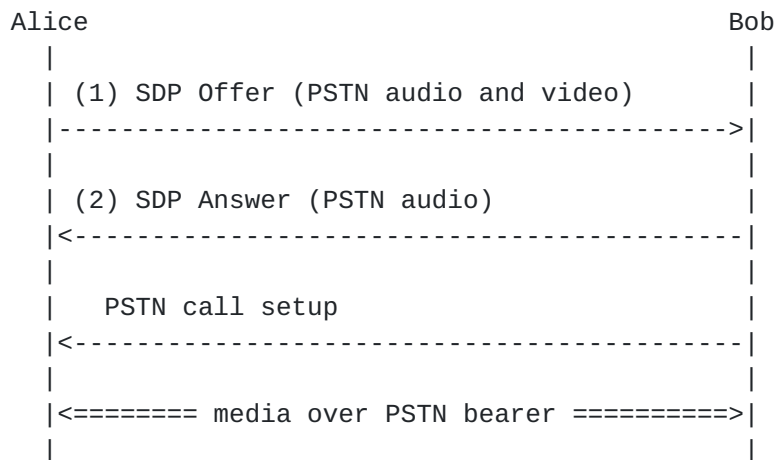 Alice Bob
(1) SDP Offer (PSTN audio and video)
(2) SDP Answer (PSTN audio)
PSTN call setup
media over PSTN bearer